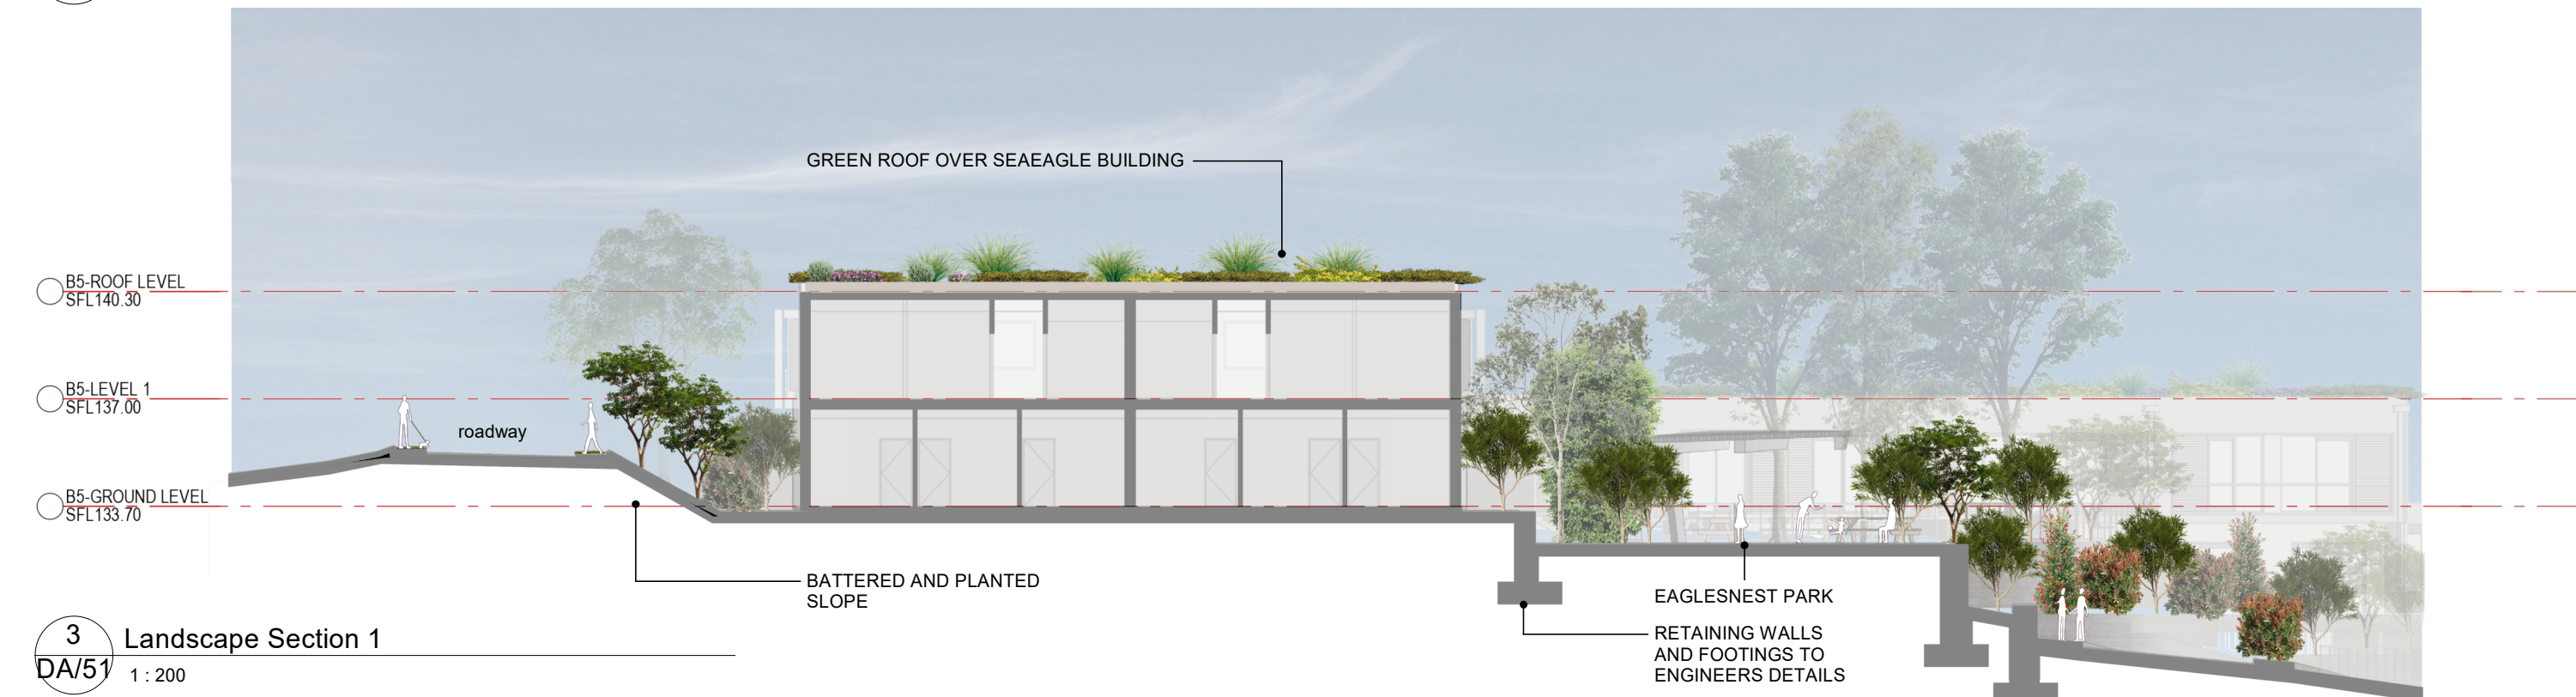 GREEN ROOF OVER SEAEAGLE BUILDING
B5-ROOF LEVEL
SFL140.30
B5-LEVEL 1
SFL137.00
roadway
B5-GROUND LEVEL
SFL133.70
BATTERED AND PLANTED
SLOPE
EAGLESNEST PARK
RETAINING WALLS
AND FOOTINGS TO
ENGINEERS DETAILS
3
DA/51
Landscape Section 1
1 : 200